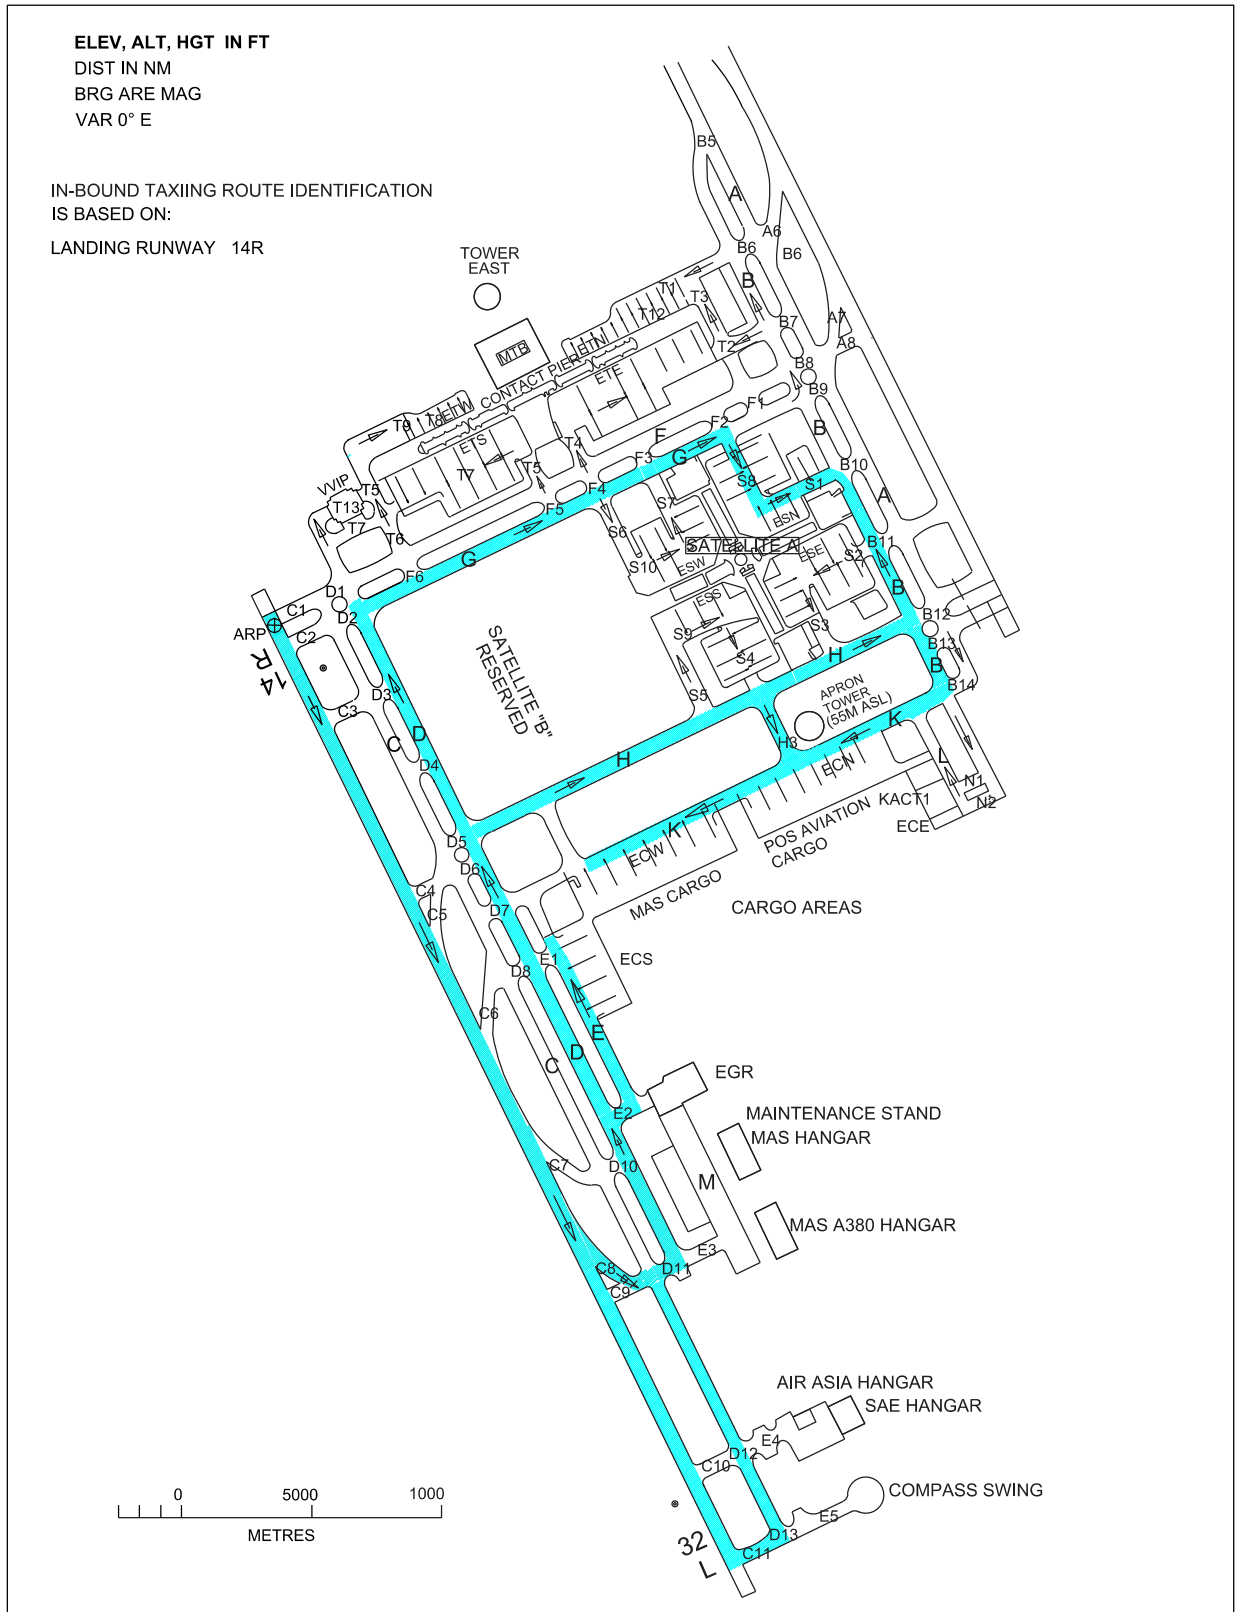 ELEV, ALT, HGT IN FT
DIST IN NM
BRG ARE MAG
VAR 0° E
IN-BOUND TAXIING ROUTE IDENTIFICATION
IS BASED ON:
LANDING RUNWAY 14R
B5
A
A6
B6
B6
TOWER
EAST
T1
T3
B
T12
A7
B7
T2
A8
MTB
CONTACT PIER
ETN
B8
ETE
B9
F1
T8
ETW
T9
F2
F
B
ETS
T4
F3
G
T7
T5
B10
S8
S1
VVIP
T5
F4
A
T13
F5
S7
ESN
T7
T6
S6
B11
SATELLITE A
G
S10
ESW
ESE
S2
F6
B
D1
ESS
C1
D2
B12
ARP
C2
S9
S3
B13
14
R
SATELLITE "B"
RESERVED
S4
H
B
B14
D3
S5
APRON
TOWER
(55M ASL)
C3
K
D
C
H3
H
L
D4
ECN
N1
KACT1
N2
K
POS AVIATION
CARGO
ECE
D5
ECW
D6
MAS CARGO
C4
CARGO AREAS
D7
C5
E1
ECS
D8
C6
E
D
C
EGR
E2
MAINTENANCE STAND
MAS HANGAR
C7
D10
M
MAS A380 HANGAR
E3
C8
D11
C9
AIR ASIA HANGAR
SAE HANGAR
E4
D12
C10
COMPASS SWING
0 5000 1000
E5
METRES
D13
32
L
C11